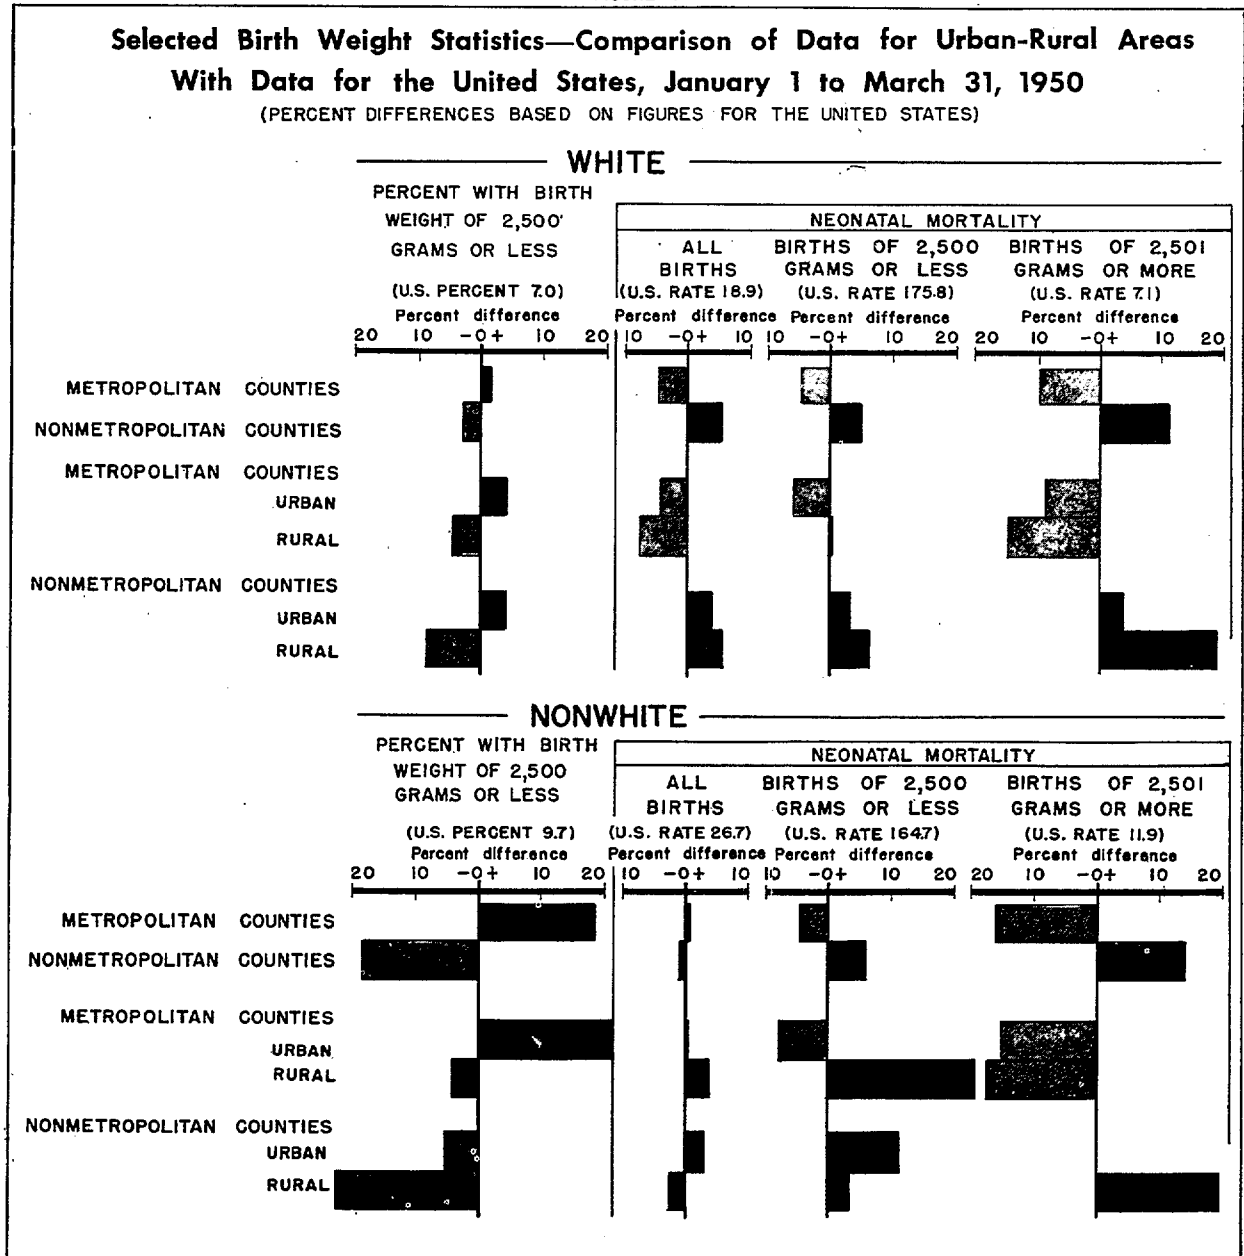 Selected Birth Weight Statistics—Comparison of Data for Urban-Rural Areas
With Data for the United States, January 1 to March 31, 1950
(PERCENT DIFFERENCES BASED ON FIGURES FOR THE UNITED STATES)
WHITE
PERCENT WITH BIRTH
WEIGHT OF 2,500
GRAMS OR LESS
(U.S. PERCENT 7.0)
Percent difference
20 10 -0+ 10 20
NEONATAL MORTALITY
ALL
BIRTHS
(U.S. RATE 18.9)
Percent difference
10 -0+ 10
BIRTHS OF 2,500
GRAMS OR LESS
(U.S. RATE 175.8)
Percent difference
10 -0+ 10
BIRTHS OF 2,501
GRAMS OR MORE
(U.S. RATE 7.1)
Percent difference
20 10 -0+ 10 20
METROPOLITAN COUNTIES
NONMETROPOLITAN COUNTIES
METROPOLITAN COUNTIES
URBAN
RURAL
NONMETROPOLITAN COUNTIES
URBAN
RURAL
NONWHITE
PERCENT WITH BIRTH
WEIGHT OF 2,500
GRAMS OR LESS
(U.S. PERCENT 9.7)
Percent difference
20 10 -0+ 10 20
NEONATAL MORTALITY
ALL
BIRTHS
(U.S. RATE 26.7)
Percent difference
10 -0+ 10
BIRTHS OF 2,500
GRAMS OR LESS
(U.S. RATE 164.7)
Percent difference
10 -0+ 10
BIRTHS OF 2,501
GRAMS OR MORE
(U.S. RATE 11.9)
Percent difference
20 10 -0+ 10 20
METROPOLITAN COUNTIES
NONMETROPOLITAN COUNTIES
METROPOLITAN COUNTIES
URBAN
RURAL
NONMETROPOLITAN COUNTIES
URBAN
RURAL